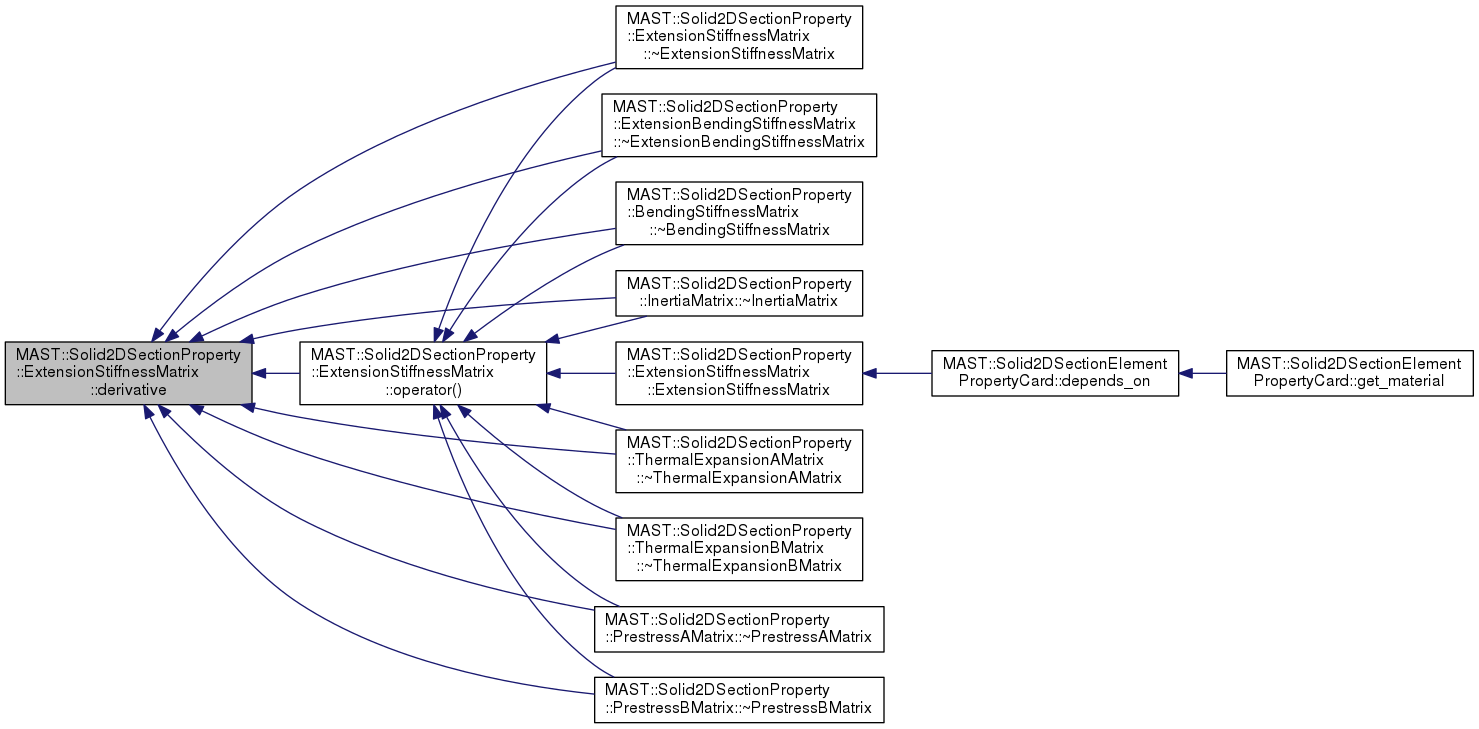 MAST::Solid2DSectionProperty
::ExtensionStiffnessMatrix
::~ExtensionStiffnessMatrix
MAST::Solid2DSectionProperty
::ExtensionBendingStiffnessMatrix
::~ExtensionBendingStiffnessMatrix
MAST::Solid2DSectionProperty
::BendingStiffnessMatrix
::~BendingStiffnessMatrix
MAST::Solid2DSectionProperty
::InertiaMatrix::~InertiaMatrix
MAST::Solid2DSectionProperty
::ExtensionStiffnessMatrix
::derivative
MAST::Solid2DSectionProperty
::ExtensionStiffnessMatrix
::operator()
MAST::Solid2DSectionProperty
::ExtensionStiffnessMatrix
::ExtensionStiffnessMatrix
MAST::Solid2DSectionElement
PropertyCard::depends_on
MAST::Solid2DSectionElement
PropertyCard::get_material
MAST::Solid2DSectionProperty
::ThermalExpansionAMatrix
::~ThermalExpansionAMatrix
MAST::Solid2DSectionProperty
::ThermalExpansionBMatrix
::~ThermalExpansionBMatrix
MAST::Solid2DSectionProperty
::PrestressAMatrix::~PrestressAMatrix
MAST::Solid2DSectionProperty
::PrestressBMatrix::~PrestressBMatrix